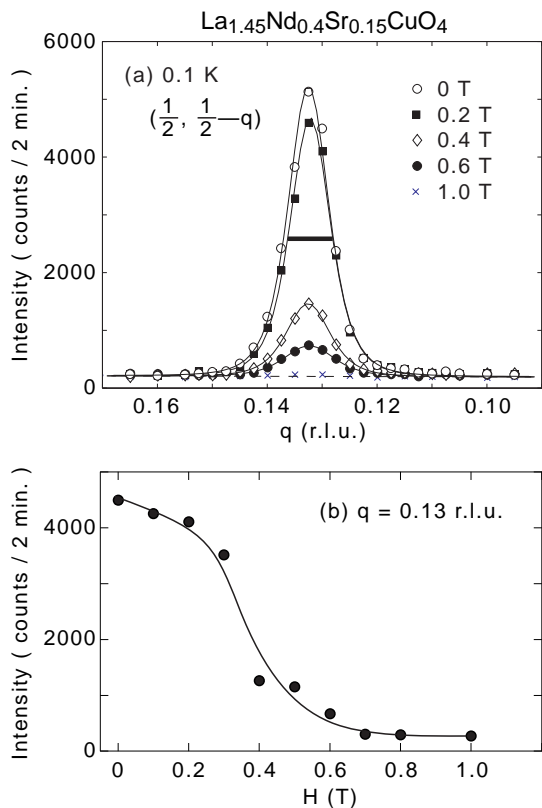 La1.45Nd0.4Sr0.15CuO4
6000
4000
2000
0
Intensity ( counts / 2 min. )
(a) 0.1 K
(1/2, 1/2—q)
0 T
0.2 T
0.4 T
0.6 T
1.0 T
0.16 0.14 0.12 0.10
q (r.l.u.)
4000
2000
0
Intensity ( counts / 2 min. )
(b) q = 0.13 r.l.u.
0 0.2 0.4 0.6 0.8 1.0
H (T)